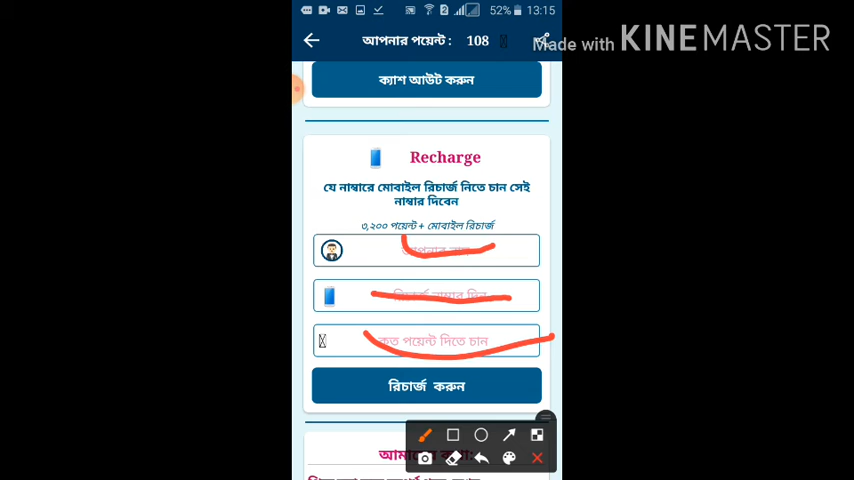 52% 13:15
আপনার পয়েন্ট : 108
Made with KINEMASTER
ক্যাশ আউট করুন
Recharge
যে নাম্বারে মোবাইল রিচার্জ নিতে চান সেই
নাম্বার দিবেন
৩,২০০ পয়েন্ট + মোবাইল রিচার্জ
আপনার নাম
রিচার্জ নাম্বার দিন
কত পয়েন্ট দিতে চান
রিচার্জ করুন